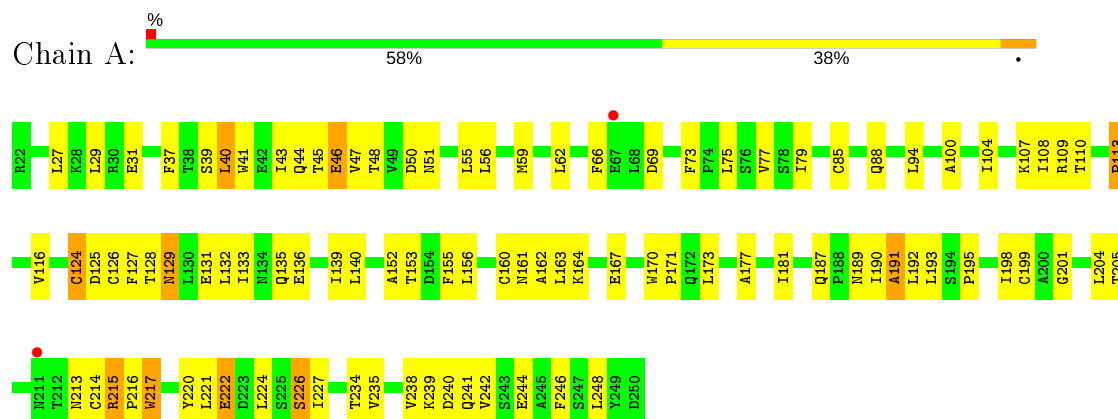 %
Chain A:
58% 38% •
R22 L27 K28 L29 R30 E31 F37 T38 S39 L40 W41 E42 I43 Q44 T45 E46 V47 T48 V49 D50 N51 L55 L56 M59 L62 F66 E67 L68 D69 F73 P74 L75 S76 V77 S78 I79 C85 Q88 L94 A100 I104 K107 I108 R109 T110
V116 C124 D125 C126 F127 T128 N129 L130 E131 L132 I133 N134 Q135 E136 I139 L140 A152 T153 D154 F155 L156 C160 N161 A162 L163 K164 E167 W170 P171 Q172 L173 A177 I181 Q187 P188 N189 I190 A191 L192 L193 S194 P195 I198 C199 A200 G201 L204 T205
N211 T212 N213 C214 R215 P216 W217 Y220 L221 E222 D223 L224 S225 S226 I227 T234 V235 V238 K239 D240 Q241 V242 S243 E244 A245 F246 S247 L248 Y249 D250